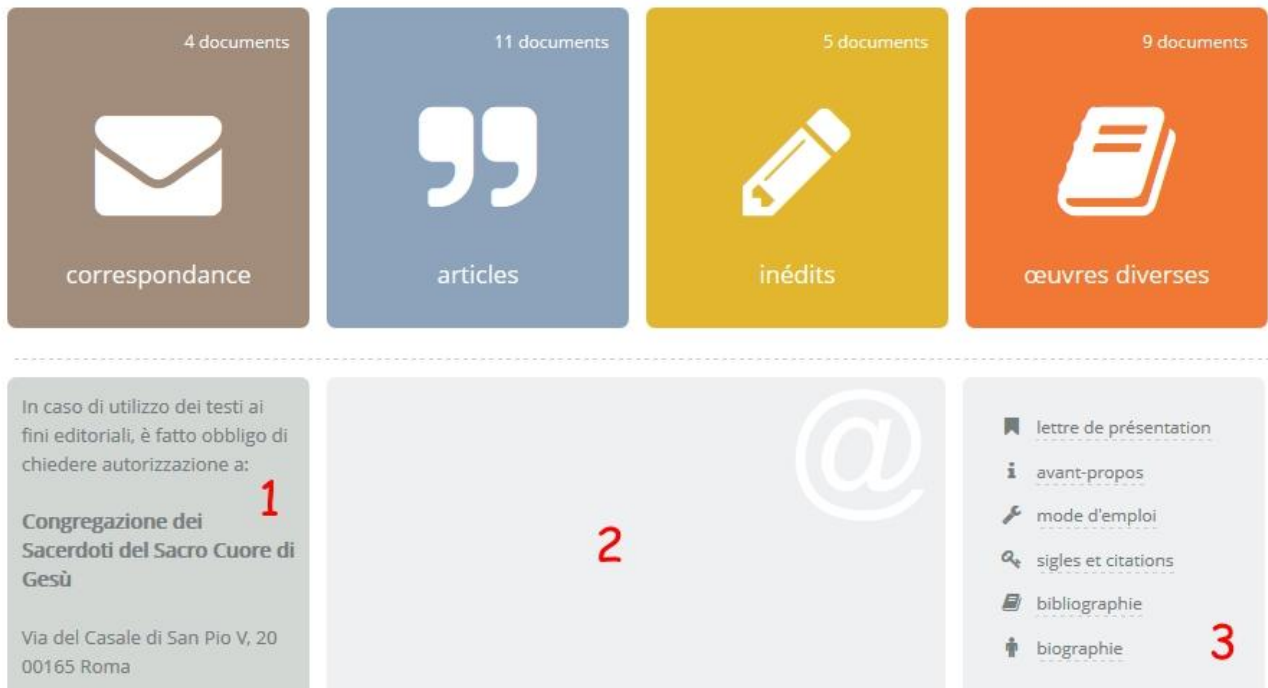 4 documents
correspondance
11 documents
articles
5 documents
inédits
9 documents
œuvres diverses
In caso di utilizzo dei testi ai
fini editoriali, è fatto obbligo di
chiedere autorizzazione a:
1
Congregazione dei
Sacerdoti del Sacro Cuore di
Gesù
Via del Casale di San Pio V, 20
00165 Roma
@
2
lettre de présentation
avant-propos
mode d'emploi
sigles et citations
bibliographie
biographie
3